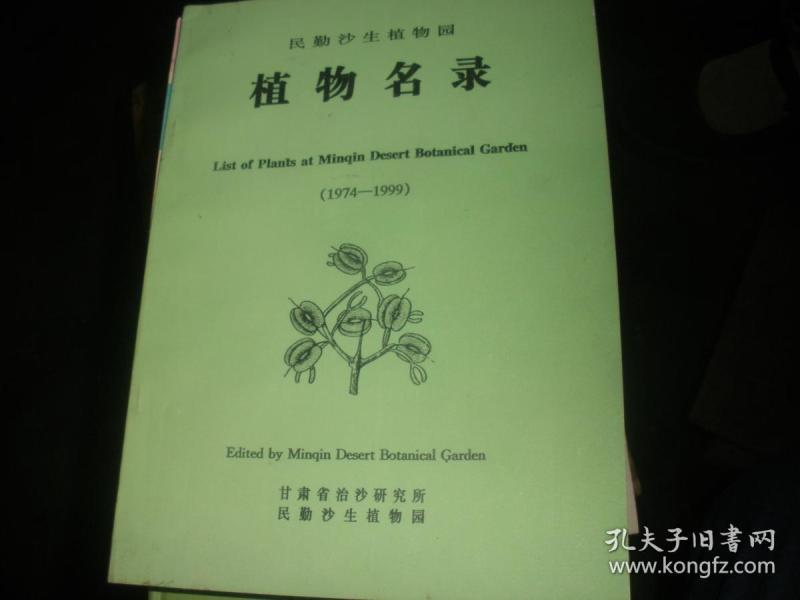 民勤沙生植物园
植物名录
List of Plants at Minqin Desert Botanical Garden
(1974—1999)
Edited by Minqin Desert Botanical Garden
甘肃省治沙研究所
民勤沙生植物园
孔夫子旧书网
www.kongfz.com